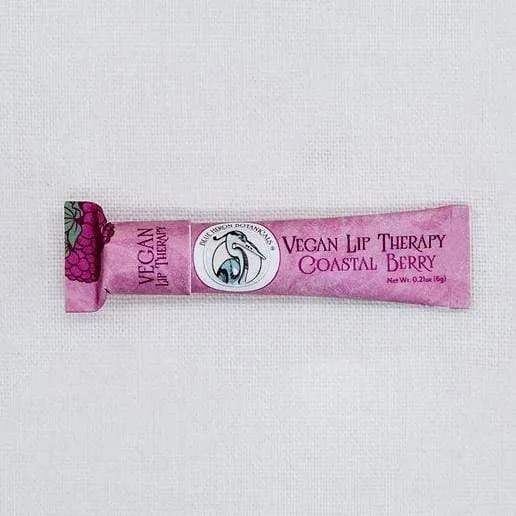 VEGAN
LIP THERAPY
BLUE HERON BOTANICALS ®
VEGAN LIP THERAPY
COASTAL BERRY
Net Wt: 0.21oz (6g)